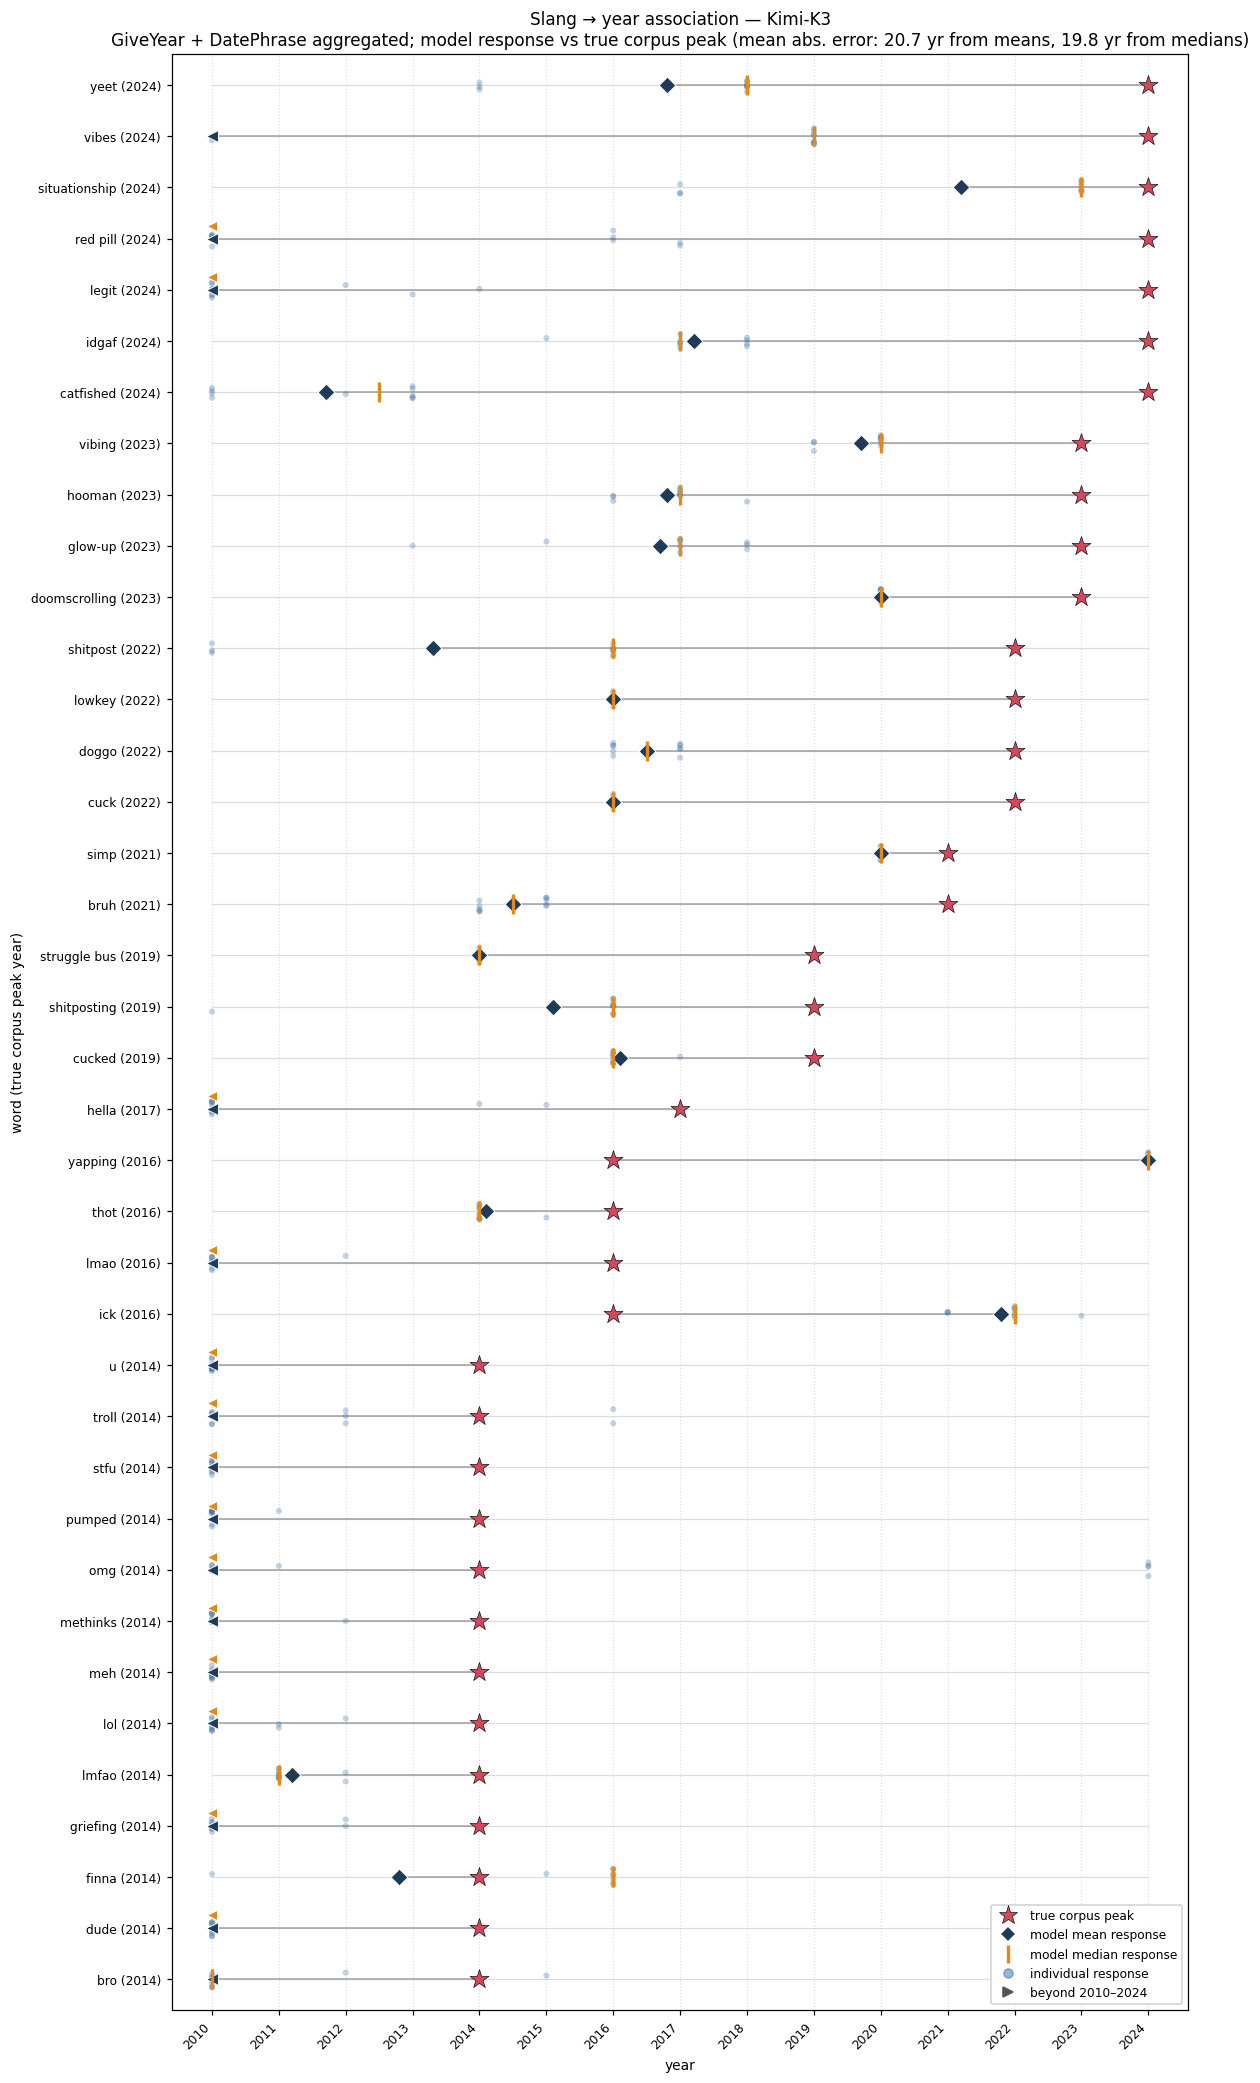 Slang → year association — Kimi-K3
GiveYear + DatePhrase aggregated; model response vs true corpus peak (mean abs. error: 20.7 yr from means, 19.8 yr from medians)
word (true corpus peak year)
yeet (2024)
vibes (2024)
situationship (2024)
red pill (2024)
legit (2024)
idgaf (2024)
catfished (2024)
vibing (2023)
hooman (2023)
glow-up (2023)
doomscrolling (2023)
shitpost (2022)
lowkey (2022)
doggo (2022)
cuck (2022)
simp (2021)
bruh (2021)
struggle bus (2019)
shitposting (2019)
cucked (2019)
hella (2017)
yapping (2016)
thot (2016)
lmao (2016)
ick (2016)
u (2014)
troll (2014)
stfu (2014)
pumped (2014)
omg (2014)
methinks (2014)
meh (2014)
lol (2014)
lmfao (2014)
griefing (2014)
finna (2014)
dude (2014)
bro (2014)
true corpus peak
model mean response
model median response
individual response
beyond 2010–2024
2010 2011 2012 2013 2014 2015 2016 2017 2018 2019 2020 2021 2022 2023 2024
year